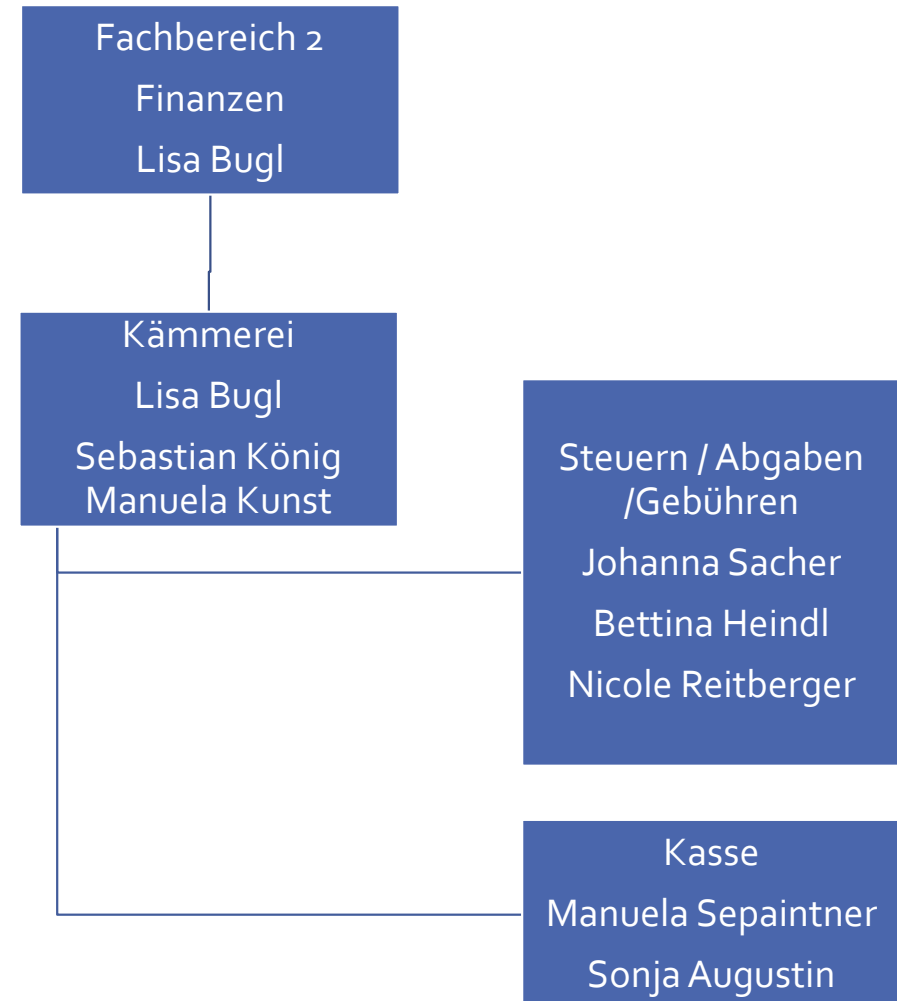 Fachbereich 2
Finanzen
Lisa Bugl
Kämmerei
Lisa Bugl
Sebastian König
Manuela Kunst
Steuern / Abgaben
/Gebühren
Johanna Sacher
Bettina Heindl
Nicole Reitberger
Kasse
Manuela Sepaintner
Sonja Augustin